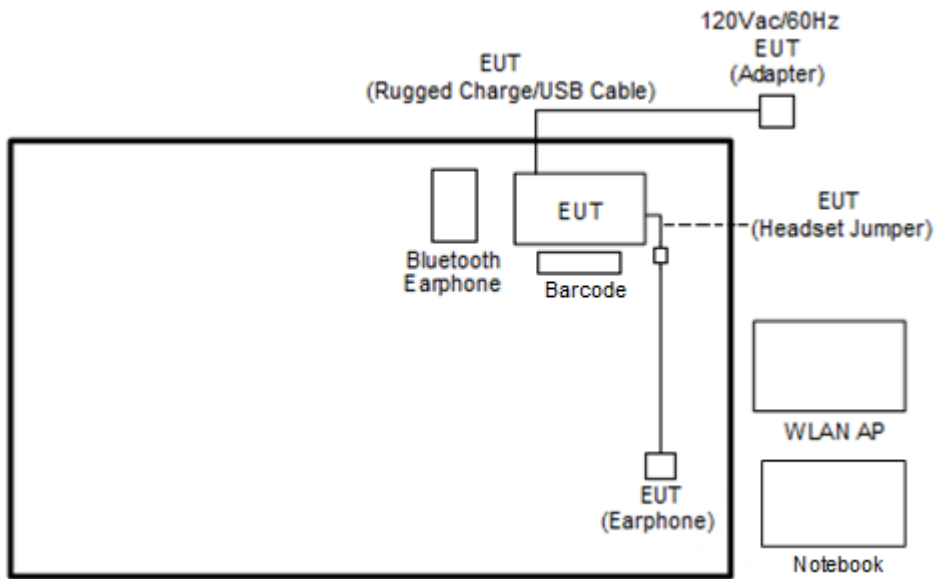 120Vac/60Hz
EUT
(Adapter)
EUT
(Rugged Charge/USB Cable)
EUT
EUT
(Headset Jumper)
Bluetooth
Earphone
Barcode
WLAN AP
EUT
(Earphone)
Notebook